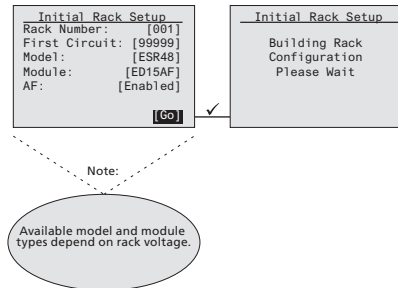 Initial Rack Setup
Rack Number: [001]
First Circuit: [99999]
Model: [ESR48]
Module: [ED15AF]
AF: [Enabled]
[Go]
Initial Rack Setup
Building Rack
Configuration
Please Wait
Note:
Available model and module
types depend on rack voltage.